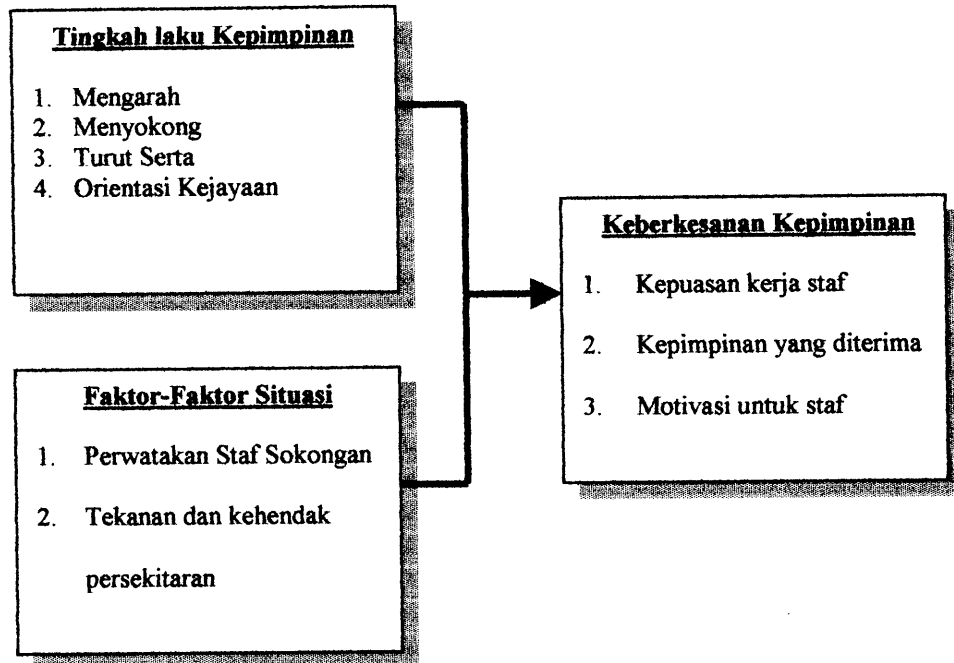 Tingkah laku Kepimpinan
1. Mengarah
2. Menyokong
3. Turut Serta
4. Orientasi Kejayaan
Faktor-Faktor Situasi
1. Perwatakan Staf Sokongan
2. Tekanan dan kehendak
persekitaran
Keberkesanan Kepimpinan
1. Kepuasan kerja staf
2. Kepimpinan yang diterima
3. Motivasi untuk staf